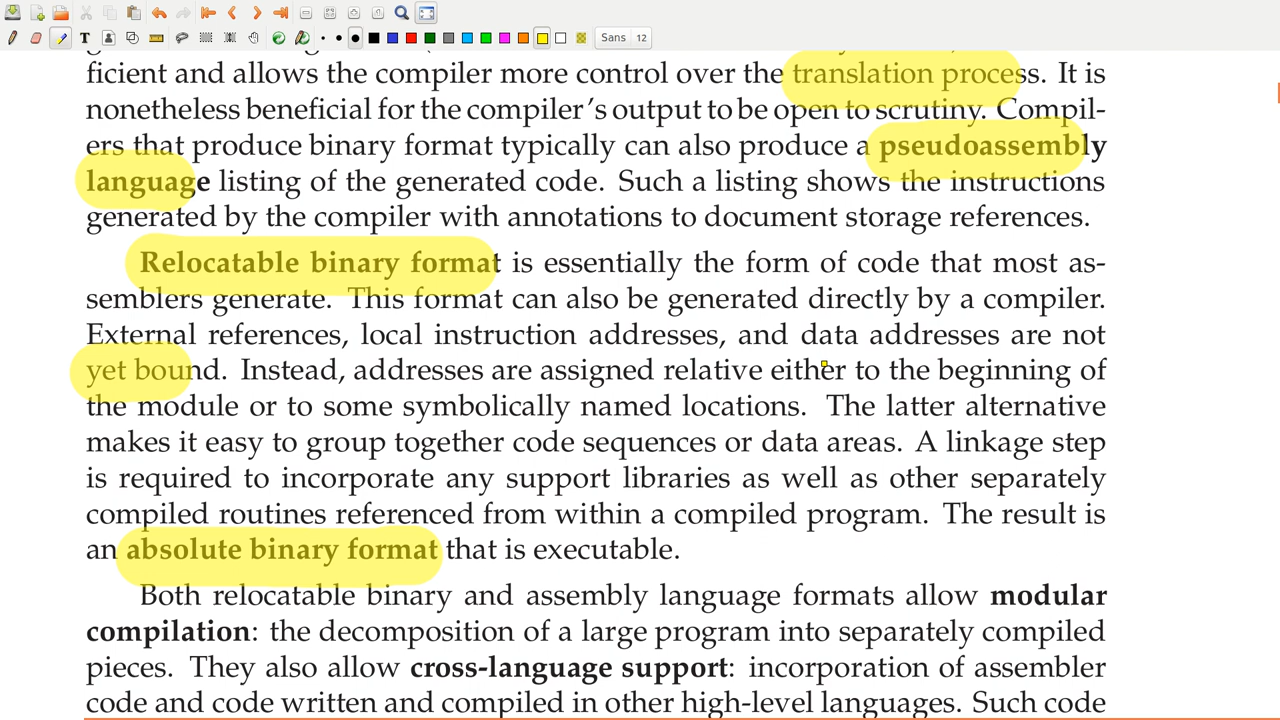 Sans 12
ficient and allows the compiler more control over the translation process. It is
nonetheless beneficial for the compiler's output to be open to scrutiny. Compil-
ers that produce binary format typically can also produce a pseudoassembly
language listing of the generated code. Such a listing shows the instructions
generated by the compiler with annotations to document storage references.
Relocatable binary format is essentially the form of code that most as-
semblers generate. This format can also be generated directly by a compiler.
External references, local instruction addresses, and data addresses are not
yet bound. Instead, addresses are assigned relative either to the beginning of
the module or to some symbolically named locations. The latter alternative
makes it easy to group together code sequences or data areas. A linkage step
is required to incorporate any support libraries as well as other separately
compiled routines referenced from within a compiled program. The result is
an absolute binary format that is executable.
Both relocatable binary and assembly language formats allow modular
compilation: the decomposition of a large program into separately compiled
pieces. They also allow cross-language support: incorporation of assembler
code and code written and compiled in other high-level languages. Such code